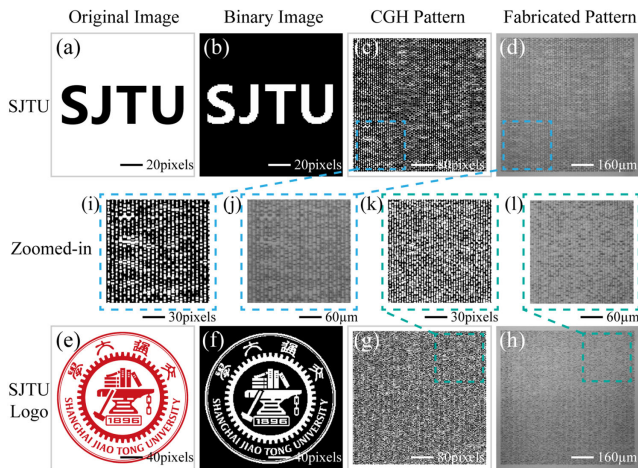 Original Image Binary Image CGH Pattern Fabricated Pattern
SJTU
(a) SJTU 20pixels
(b) SJTU 20pixels
(c) 80pixels
(d) 160μm
Zoomed-in
(i) 30pixels
(j) 60μm
(k) 30pixels
(l) 60μm
SJTU
Logo
(e) 40pixels
1896
SHANGHAI JIAO TONG UNIVERSITY
(f) 40pixels
1896
SHANGHAI JIAO TONG UNIVERSITY
(g) 80pixels
(h) 160μm